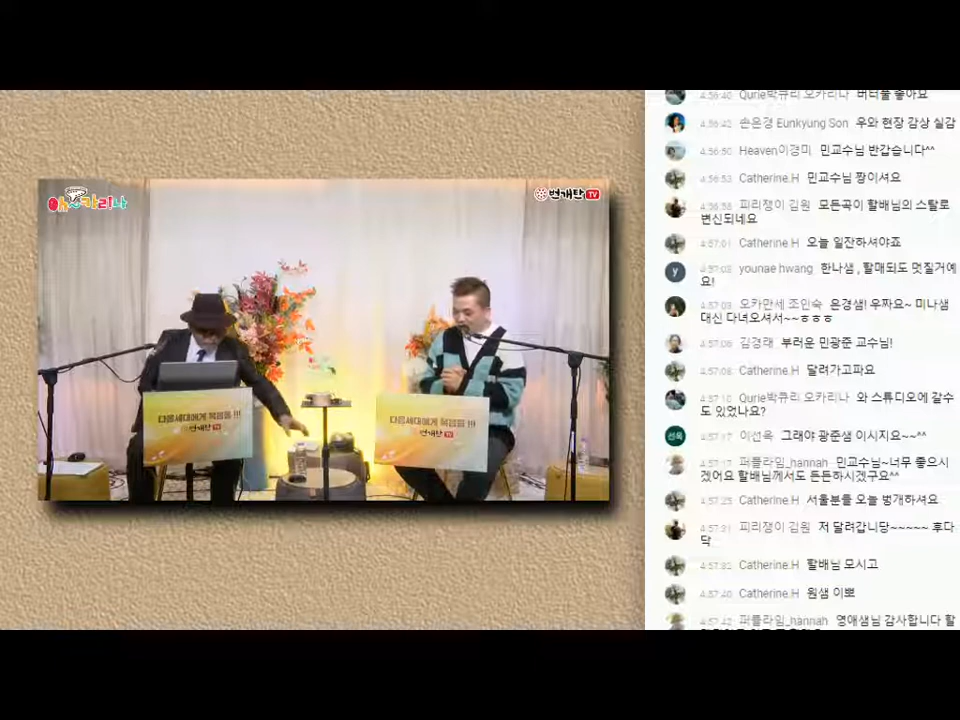 번개탄 TV
다음세대에게 복음을 !!!
번개탄 TV
다음세대에게 복음을 !!!
번개탄 TV
4:56:40 Qurie박큐리 오카리나 버터플 좋아요
4:56:42 손은경 Eunkyung Son 우와 현장 감상 실감
4:56:50 Heaven이경미 민교수님 반갑습니다^^
4:56:53 Catherine.H 민교수님 짱이셔요
4:56:58 피리쟁이 김원 모든곡이 할배님의 스탈로
변신되네요
4:57:01 Catherine.H 오늘 일잔하셔야죠
4:57:03 younae hwang 한나샘 , 할매되도 멋질거예
요!
4:57:03 오카만세 조인숙 은경샘! 우짜요~ 미나샘
대신 다녀오셔서~~ㅎㅎㅎ
4:57:06 김경래 부러운 민광준 교수님!
4:57:08 Catherine.H 달려가고파요
4:57:10 Qurie박큐리 오카리나 와 스튜디오에 갈수
도 있었나요?
선옥
4:57:17 이선옥 그래야 광준샘 이시지요~~^^
4:57:17 퍼플라임_hannah 민교수님~너무 좋으시
겠어요 할배님께서도 든든하시겠구요^^
4:57:25 Catherine.H 서울분들 오늘 벙개하셔요
4:57:31 피리쟁이 김원 저 달려갑니당~~~~~ 후다
닥
4:57:32 Catherine.H 할배님 모시고
4:57:40 Catherine.H 원샘 이뽀
4:57:42 퍼플라임_hannah 영애샘님 감사합니다 할